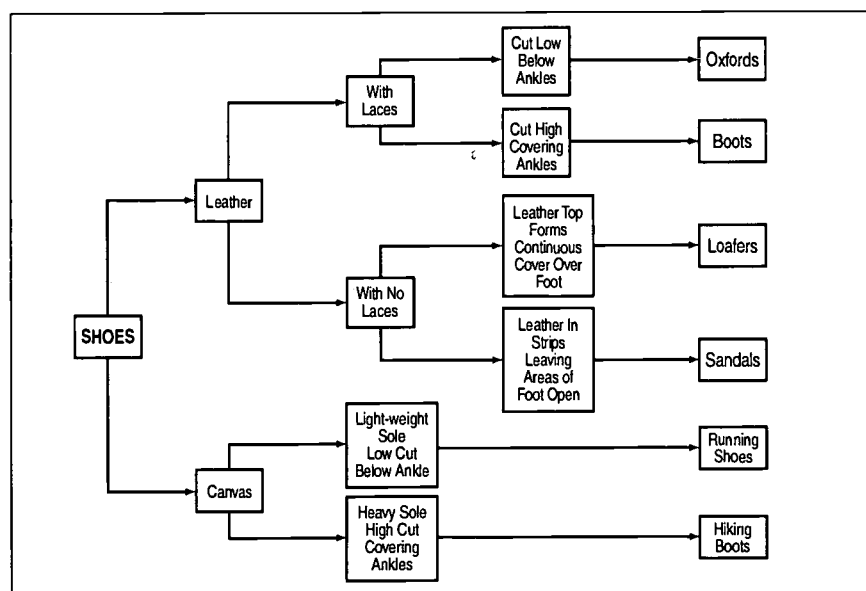 Cut Low
Below
Ankles
Oxfords
With
Laces
Cut High
Covering
Ankles
Boots
Leather
Leather Top
Forms
Continuous
Cover Over
Foot
Loafers
With No
Laces
SHOES
Leather In
Strips
Leaving
Areas of
Foot Open
Sandals
Light-weight
Sole
Low Cut
Below Ankle
Running
Shoes
Canvas
Heavy Sole
High Cut
Covering
Ankles
Hiking
Boots